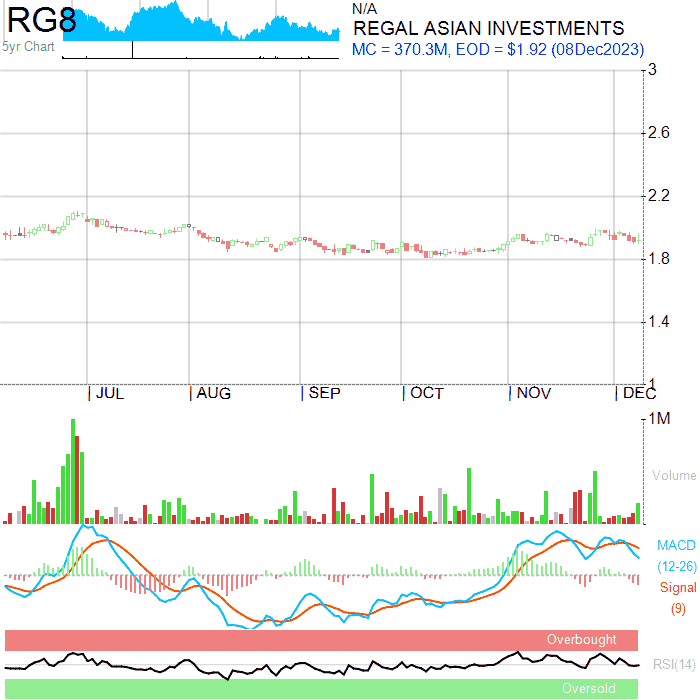 RG8
5yr Chart
N/A
REGAL ASIAN INVESTMENTS
MC = 370.3M, EOD = $1.92 (08Dec2023)
3
2.6
2.2
1.8
1.4
1
JUL AUG SEP OCT NOV DEC
1M
Volume
MACD
(12-26)
Signal
(9)
Overbought
RSI(14)
Oversold